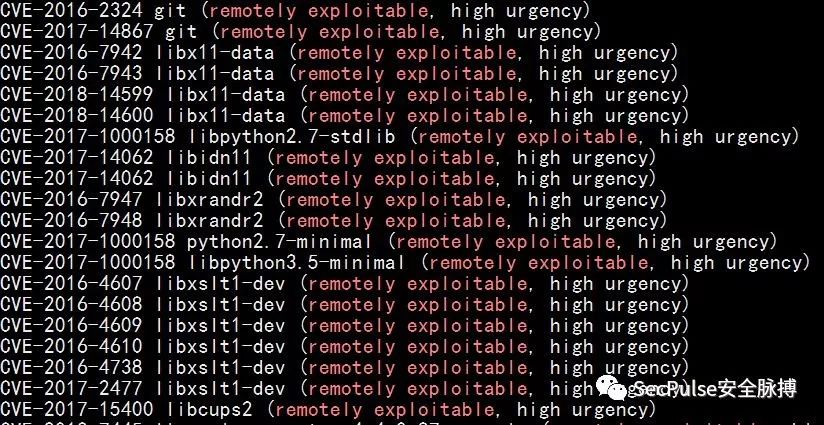 CVE-2016-2324 git (remotely exploitable, high urgency)
CVE-2017-14867 git (remotely exploitable, high urgency)
CVE-2016-7942 libx11-data (remotely exploitable, high urgency)
CVE-2016-7943 libx11-data (remotely exploitable, high urgency)
CVE-2018-14599 libx11-data (remotely exploitable, high urgency)
CVE-2018-14600 libx11-data (remotely exploitable, high urgency)
CVE-2017-1000158 libpython2.7-stdlib (remotely exploitable, high urgency)
CVE-2017-14062 libidn11 (remotely exploitable, high urgency)
CVE-2017-14062 libidn11 (remotely exploitable, high urgency)
CVE-2016-7947 libxrandr2 (remotely exploitable, high urgency)
CVE-2016-7948 libxrandr2 (remotely exploitable, high urgency)
CVE-2017-1000158 python2.7-minimal (remotely exploitable, high urgency)
CVE-2017-1000158 libpython3.5-minimal (remotely exploitable, high urgency)
CVE-2016-4607 libxslt1-dev (remotely exploitable, high urgency)
CVE-2016-4608 libxslt1-dev (remotely exploitable, high urgency)
CVE-2016-4609 libxslt1-dev (remotely exploitable, high urgency)
CVE-2016-4610 libxslt1-dev (remotely exploitable, high urgency)
CVE-2016-4738 libxslt1-dev (remotely exploitable, high urgency)
CVE-2017-2477 libxslt1-dev (remotely exploitable, high urgency)
SecPulse安全脉搏
CVE-2017-15400 libcups2 (remotely exploitable, high urgency)